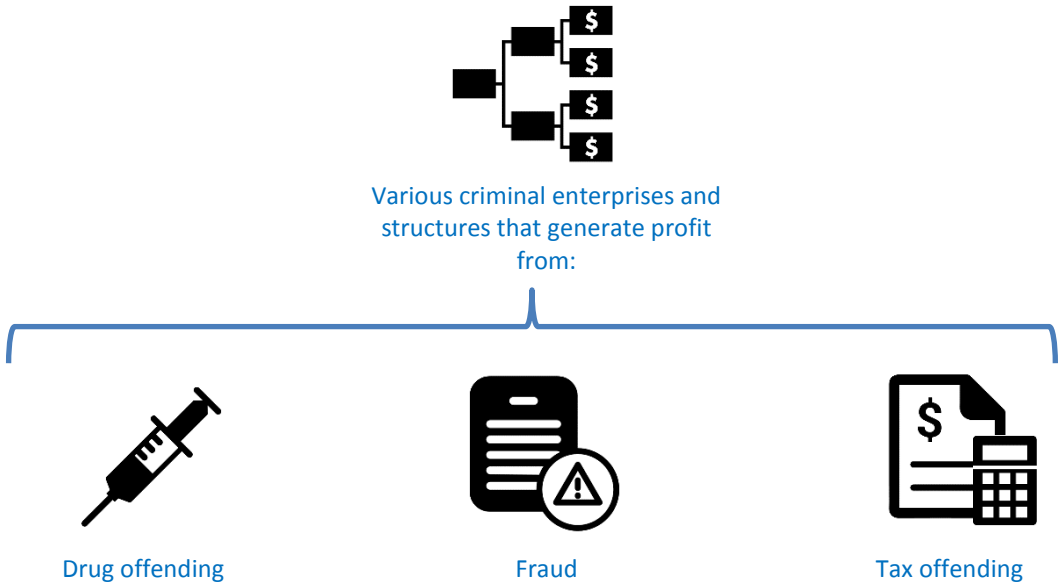 $
$
$
$
Various criminal enterprises and
structures that generate profit
from:
$
Drug offending
Fraud
Tax offending